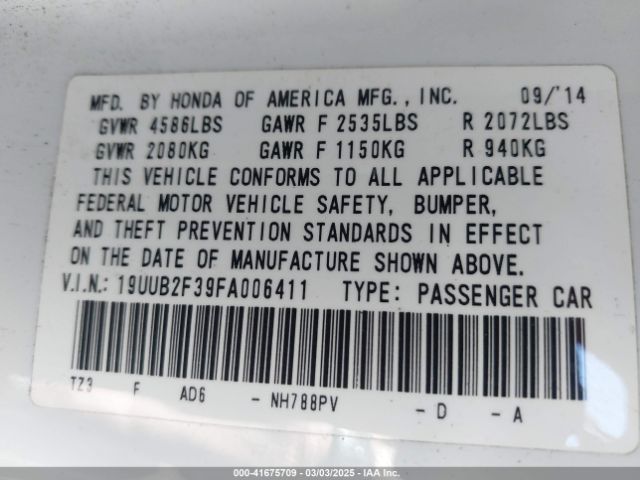 MFD. BY HONDA OF AMERICA MFG., INC. 09/'14
GVWR 4586LBS GAWR F 2535LBS R 2072LBS
GVWR 2080KG GAWR F 1150KG R 940KG
THIS VEHICLE CONFORMS TO ALL APPLICABLE
FEDERAL MOTOR VEHICLE SAFETY, BUMPER,
AND THEFT PREVENTION STANDARDS IN EFFECT
ON THE DATE OF MANUFACTURE SHOWN ABOVE.
V.I.N.: 19UUB2F39FA006411 TYPE: PASSENGER CAR
TZ3 F AD6 - NH788PV - D - A
000-41675709 - 03/03/2025 - IAA Inc.